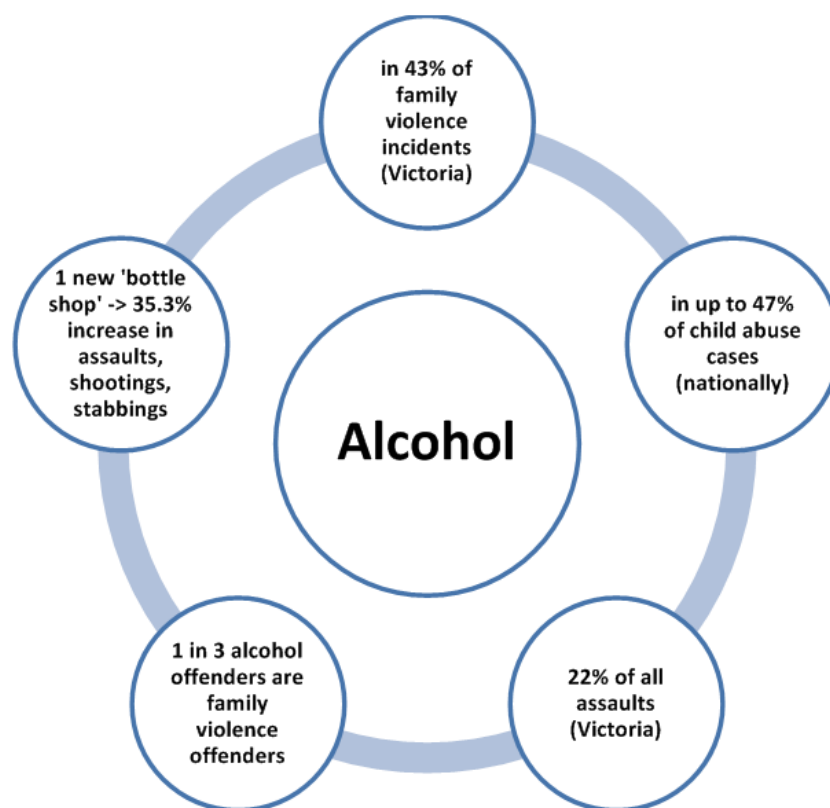 in 43% of
family
violence
incidents
(Victoria)
1 new 'bottle
shop' -> 35.3%
increase in
assaults,
shootings,
stabbings
in up to 47%
of child abuse
cases
(nationally)
Alcohol
1 in 3 alcohol
offenders are
family
violence
offenders
22% of all
assaults
(Victoria)